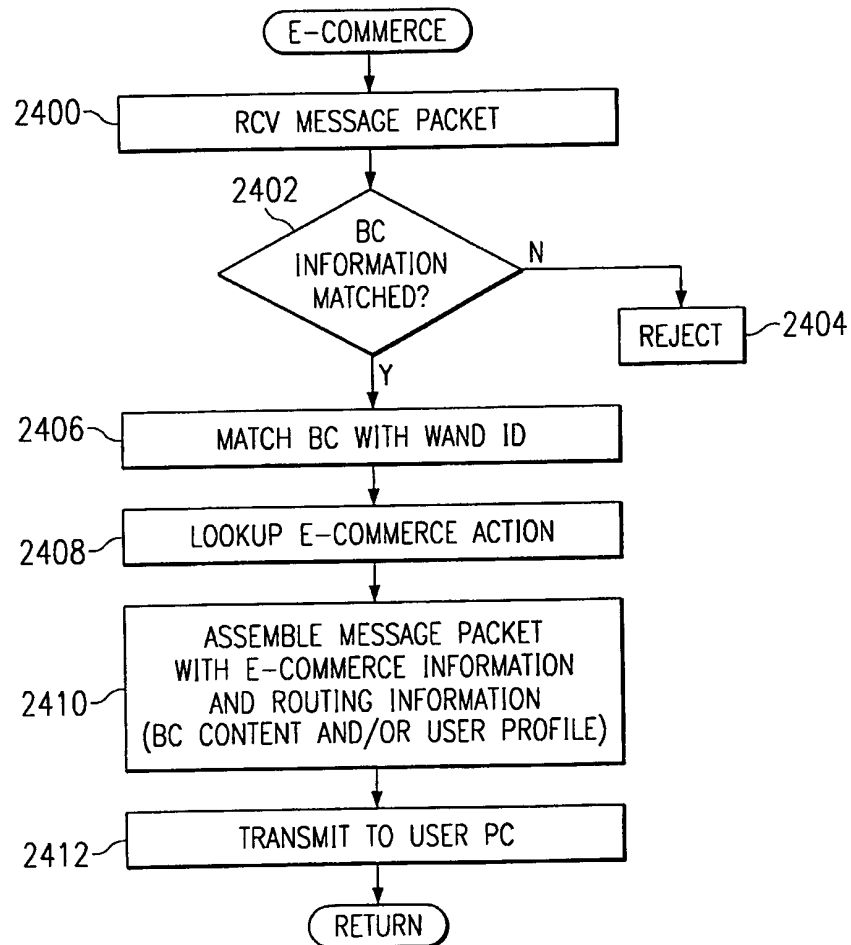 E-COMMERCE
2400
RCV MESSAGE PACKET
2402
BC
INFORMATION
MATCHED?
N
REJECT
2404
Y
2406
MATCH BC WITH WAND ID
2408
LOOKUP E-COMMERCE ACTION
2410
ASSEMBLE MESSAGE PACKET
WITH E-COMMERCE INFORMATION
AND ROUTING INFORMATION
(BC CONTENT AND/OR USER PROFILE)
2412
TRANSMIT TO USER PC
RETURN